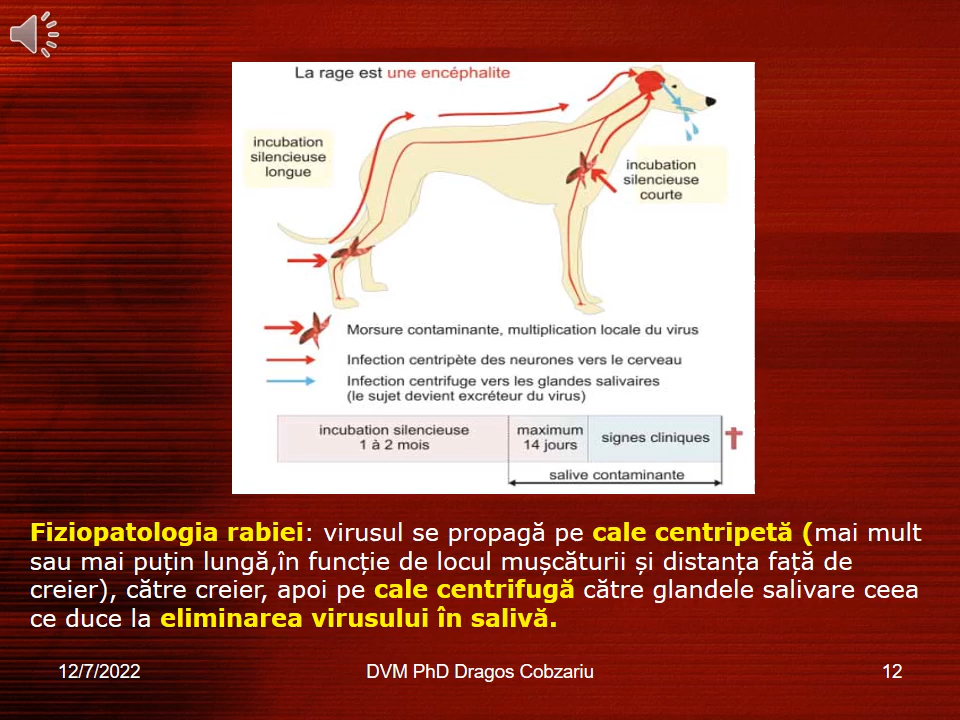 La rage est une encéphalite
incubation
silencieuse
longue
incubation
silencieuse
courte
Morsure contaminante, multiplication locale du virus
Infection centripète des neurones vers le cerveau
Infection centrifuge vers les glandes salivaires
(le sujet devient excréteur du virus)
incubation silencieuse
1 à 2 mois
maximum
14 jours
signes cliniques
salive contaminante
Fiziopatologia rabiei: virusul se propagă pe cale centripetă (mai mult
sau mai puțin lungă,în funcție de locul mușcăturii și distanța față de
creier), către creier, apoi pe cale centrifugă către glandele salivare ceea
ce duce la eliminarea virusului în salivă.
12/7/2022
DVM PhD Dragos Cobzariu
12